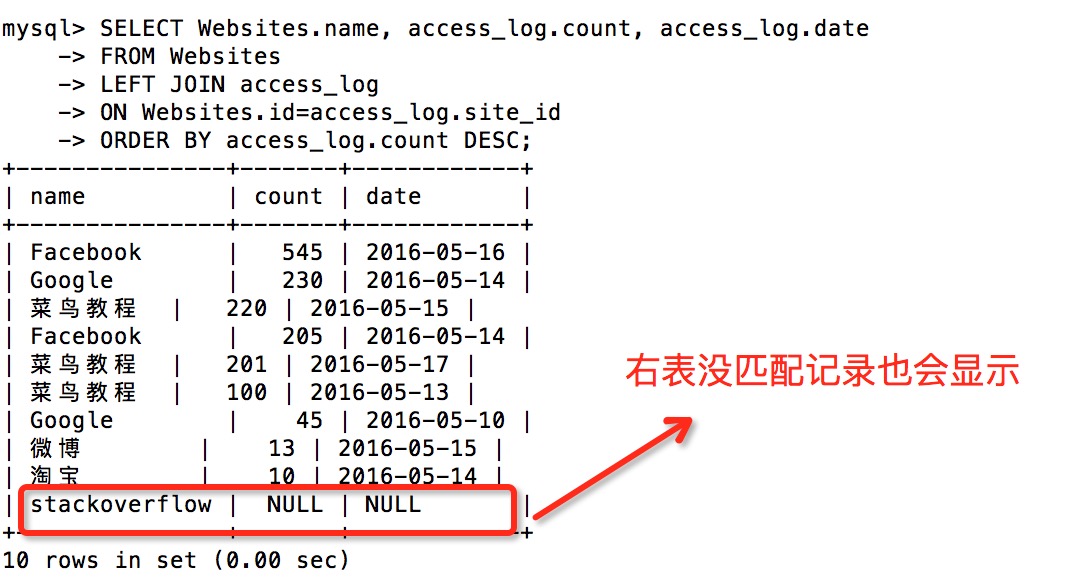 mysql> SELECT Websites.name, access_log.count, access_log.date
    -> FROM Websites
    -> LEFT JOIN access_log
    -> ON Websites.id=access_log.site_id
    -> ORDER BY access_log.count DESC;
+---------------+-------+------------+
| name          | count | date       |
+---------------+-------+------------+
| Facebook      |   545 | 2016-05-16 |
| Google        |   230 | 2016-05-14 |
| 菜鸟教程  |   220 | 2016-05-15 |
| Facebook      |   205 | 2016-05-14 |
| 菜鸟教程  |   201 | 2016-05-17 |
| 菜鸟教程  |   100 | 2016-05-13 |
| Google        |    45 | 2016-05-10 |
| 微博        |    13 | 2016-05-15 |
| 淘宝        |    10 | 2016-05-14 |
| stackoverflow |  NULL | NULL       |
+---------------+-------+------------+
10 rows in set (0.00 sec)
右表没匹配记录也会显示